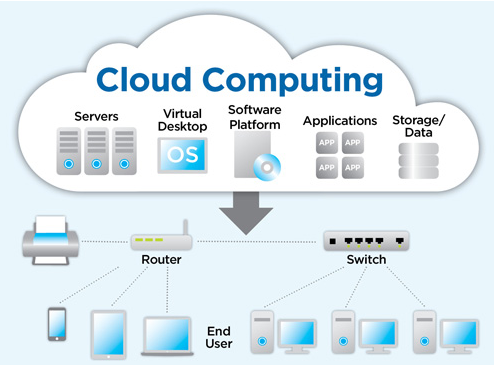 Cloud Computing
Servers
Virtual
Desktop
Software
Platform
Applications
Storage/
Data
OS
APP
APP
APP
APP
Router
Switch
End
User